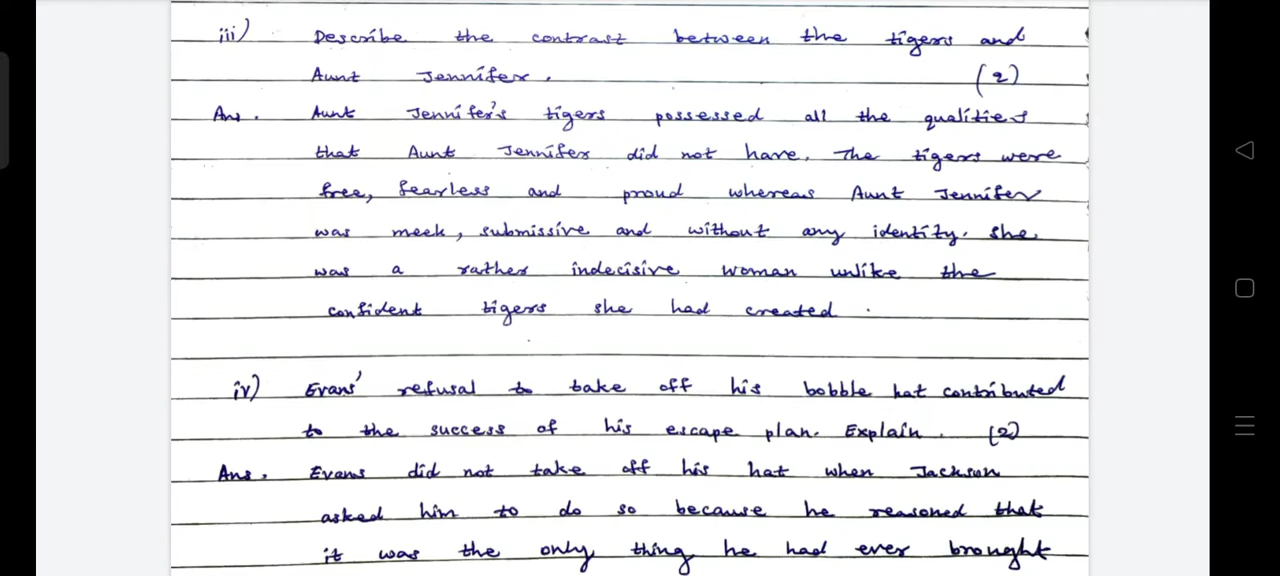 iii) Describe the contrast between the tigers and
Aunt Jennifer. (2)
Ans. Aunt Jennifer's tigers possessed all the qualities
that Aunt Jennifer did not have. The tigers were
free, fearless and proud whereas Aunt Jennifer
was meek, submissive and without any identity. She
was a rather indecisive woman unlike the
confident tigers she had created.
iv) Evans' refusal to take off his bobble hat contributed
to the success of his escape plan. Explain. (2)
Ans. Evans did not take off his hat when Jackson
asked him to do so because he reasoned that
it was the only thing he had ever brought